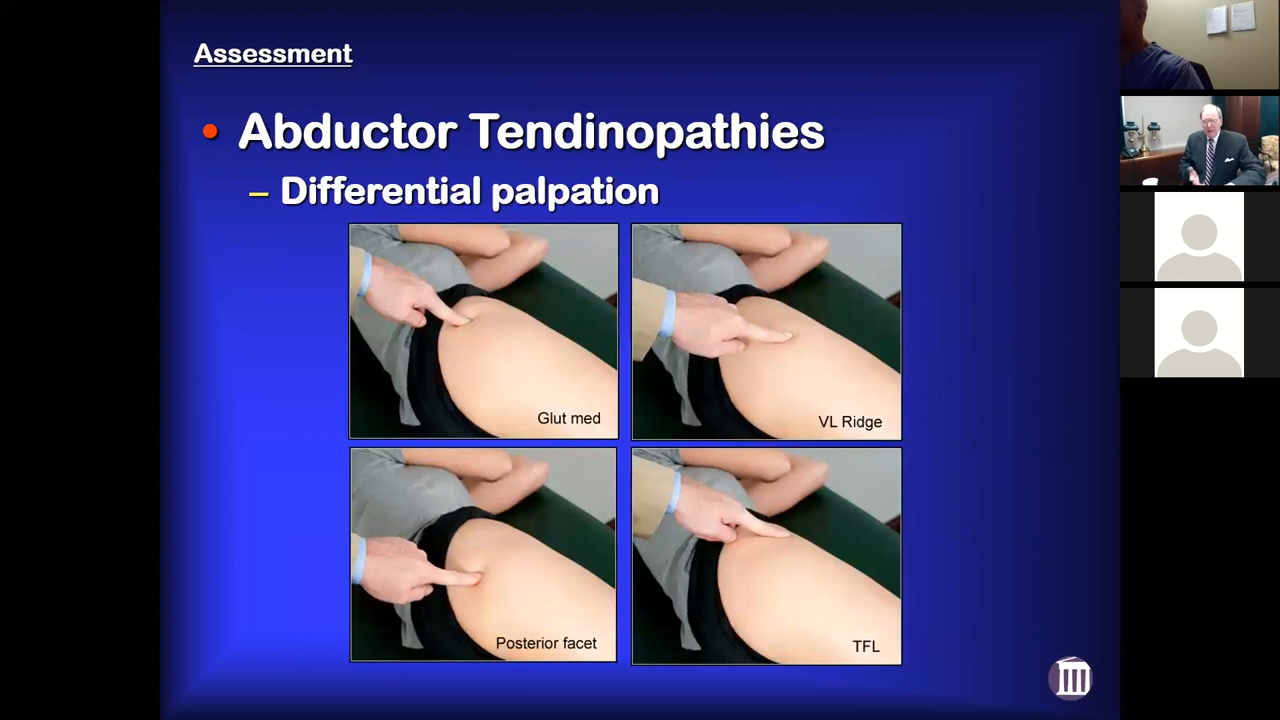 Assessment
• Abductor Tendinopathies
– Differential palpation
Glut med
VL Ridge
Posterior facet
TFL